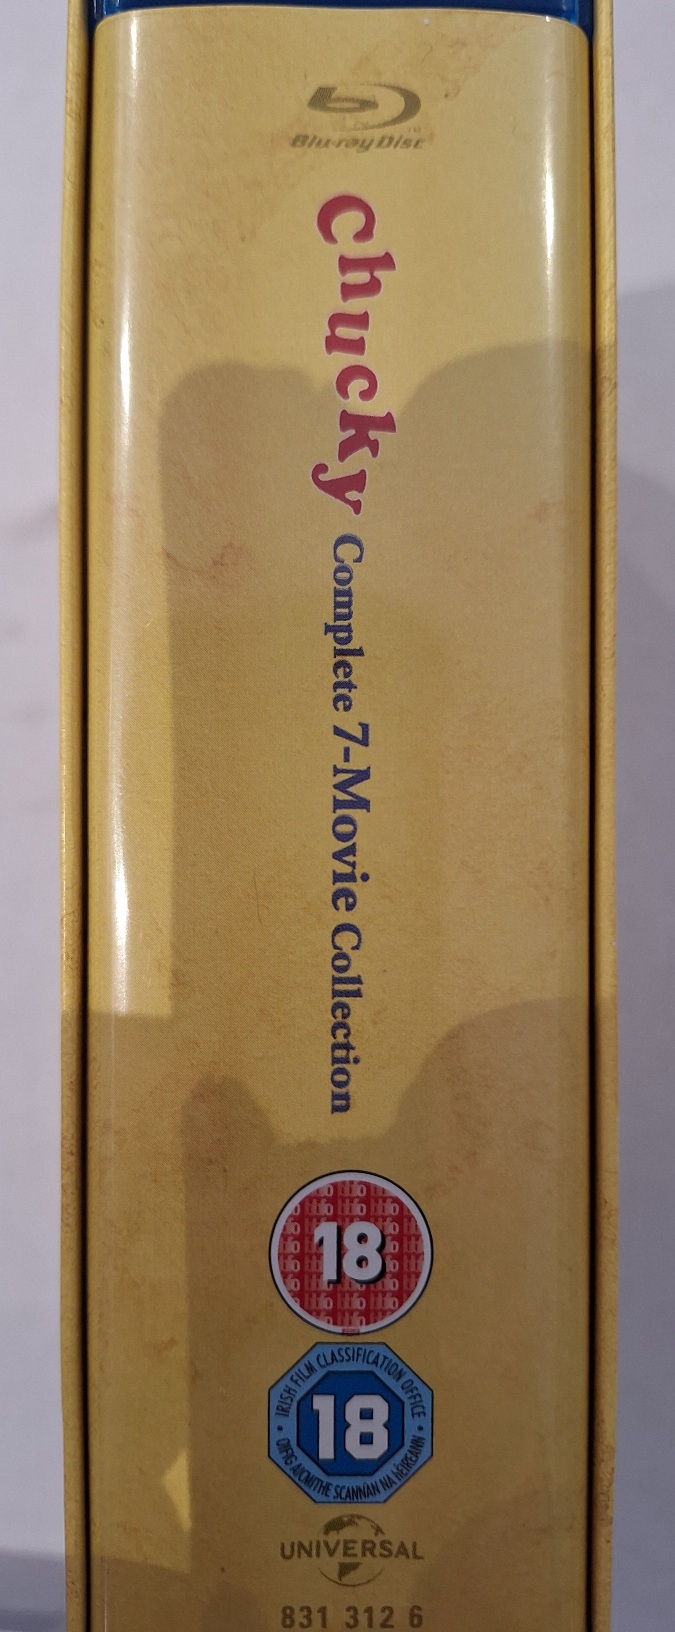 Blu-ray Disc
TM
Chucky Complete 7-Movie Collection
18
IRISH FILM CLASSIFICATION OFFICE
18
OIFIG AICMITHE SCANNÁN NA hÉIREANN
UNIVERSAL
831 312 6